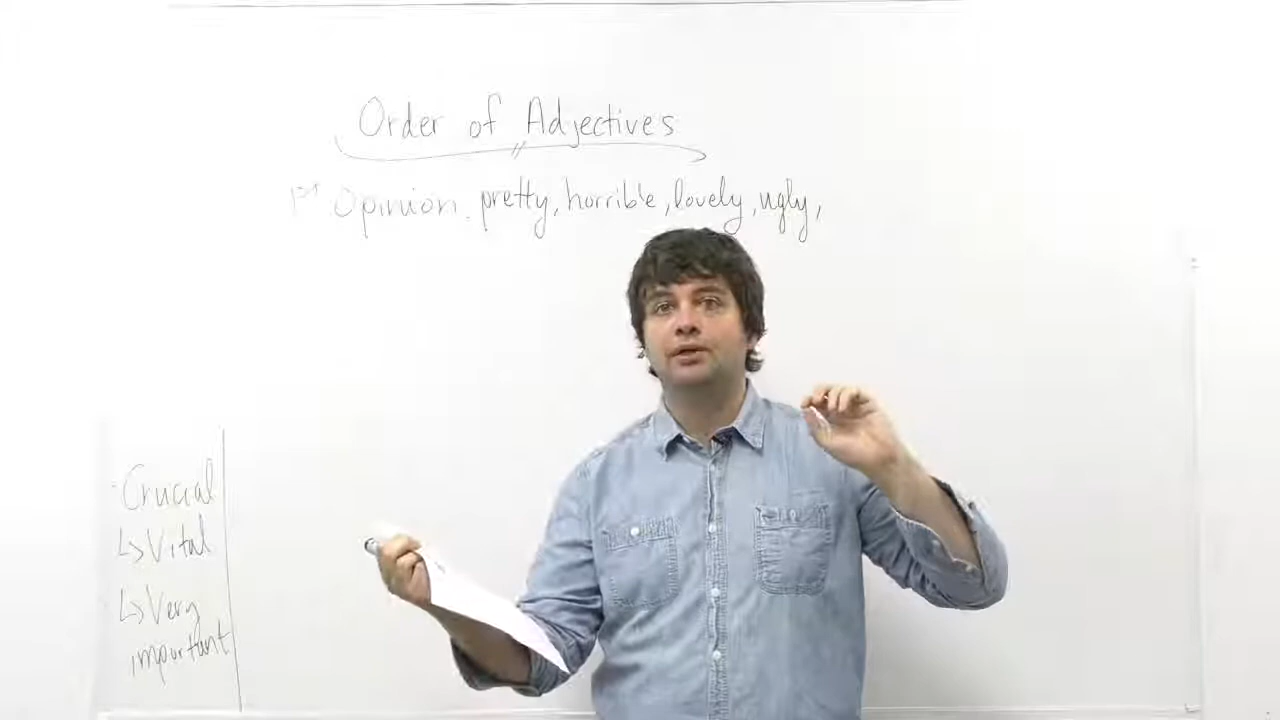 Order of Adjectives
1st Opinion. pretty, horrible, lovely, ugly,
Crucial
↳ Vital
↳ Very
important